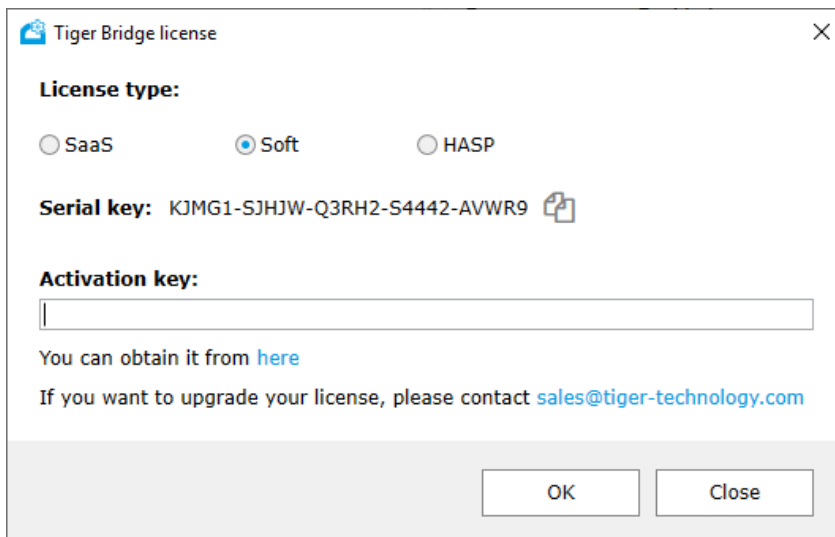 Tiger Bridge license
License type:
SaaS Soft HASP
Serial key: KJMG1-SJHJW-Q3RH2-S4442-AVWR9
Activation key:
You can obtain it from here
If you want to upgrade your license, please contact sales@tiger-technology.com
OK Close